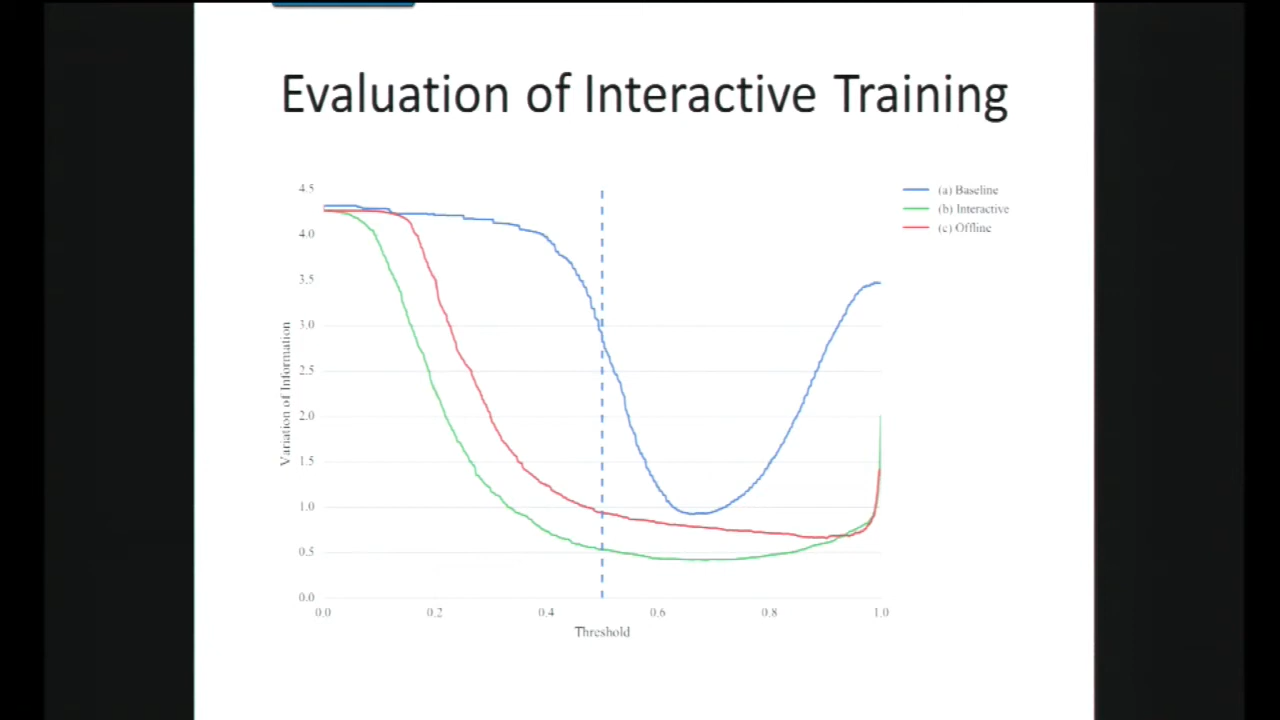 Evaluation of Interactive Training
4.5
4.0
3.5
3.0
2.5
2.0
1.5
1.0
0.5
0.0
Variation of Information
0.0 0.2 0.4 0.6 0.8 1.0
Threshold
(a) Baseline
(b) Interactive
(c) Offline